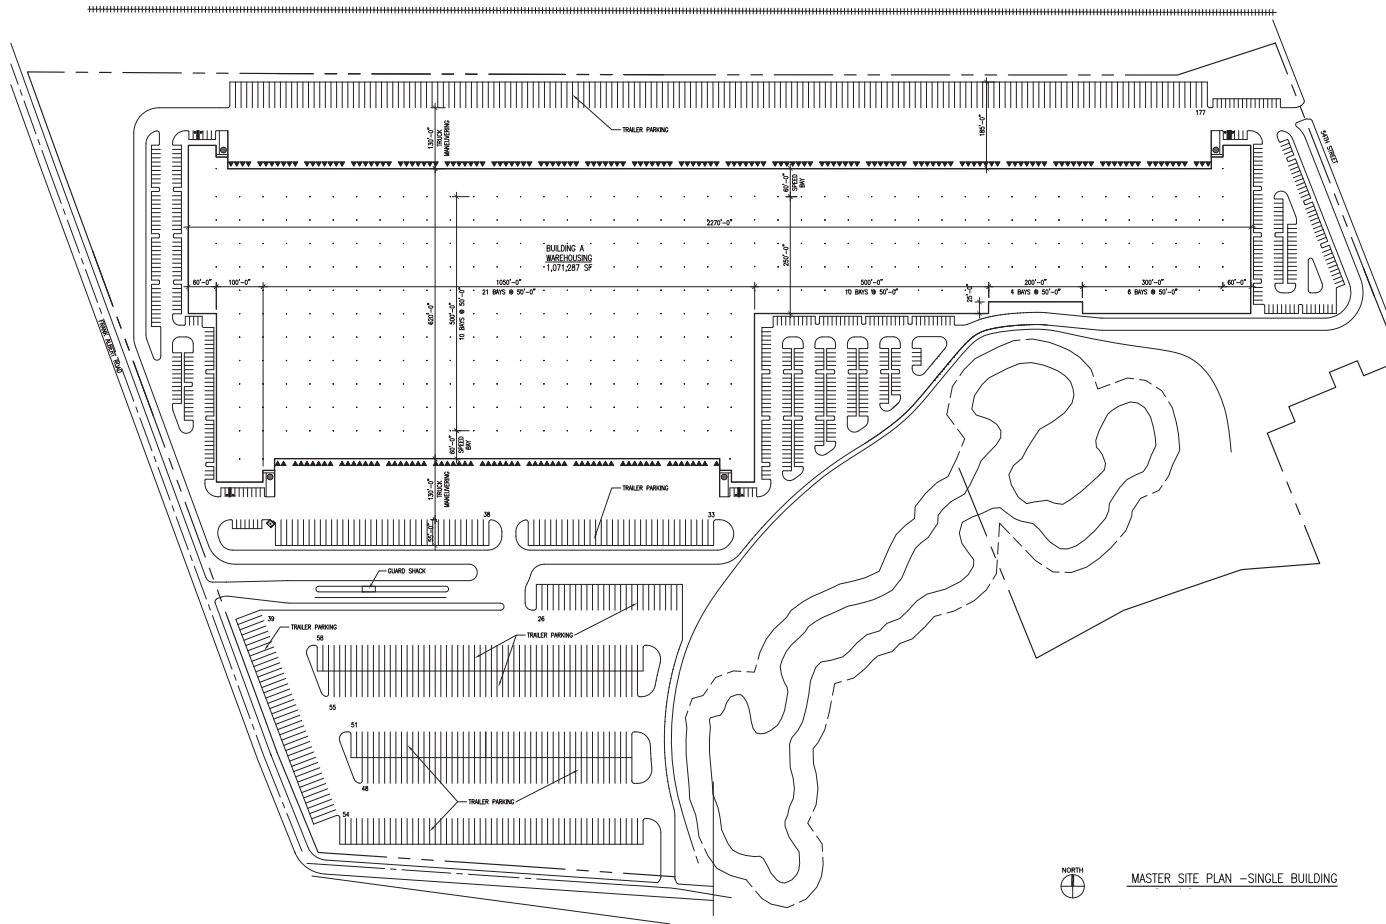 177
TRAILER PARKING
130'-0"
TRUCK
MANEUVERING
185'-0"
54TH STREET
60'-0"
SPEED
BAY
2270'-0"
BUILDING A
WAREHOUSING
1,071,287 SF
250'-0"
60'-0"
100'-0"
1050'-0"
21 BAYS @ 50'-0"
500'-0"
10 BAYS @ 50'-0"
200'-0"
4 BAYS @ 50'-0"
300'-0"
6 BAYS @ 50'-0"
60'-0"
25'-0"
620'-0"
500'-0"
10 BAYS @ 50'-0"
FRANK AUBERT ROAD
60'-0"
SPEED
BAY
130'-0"
TRUCK
MANEUVERING
TRAILER PARKING
38
33
55'-0"
GUARD SHACK
39
TRAILER PARKING
26
58
TRAILER PARKING
55
51
48
TRAILER PARKING
54
NORTH
MASTER SITE PLAN -SINGLE BUILDING